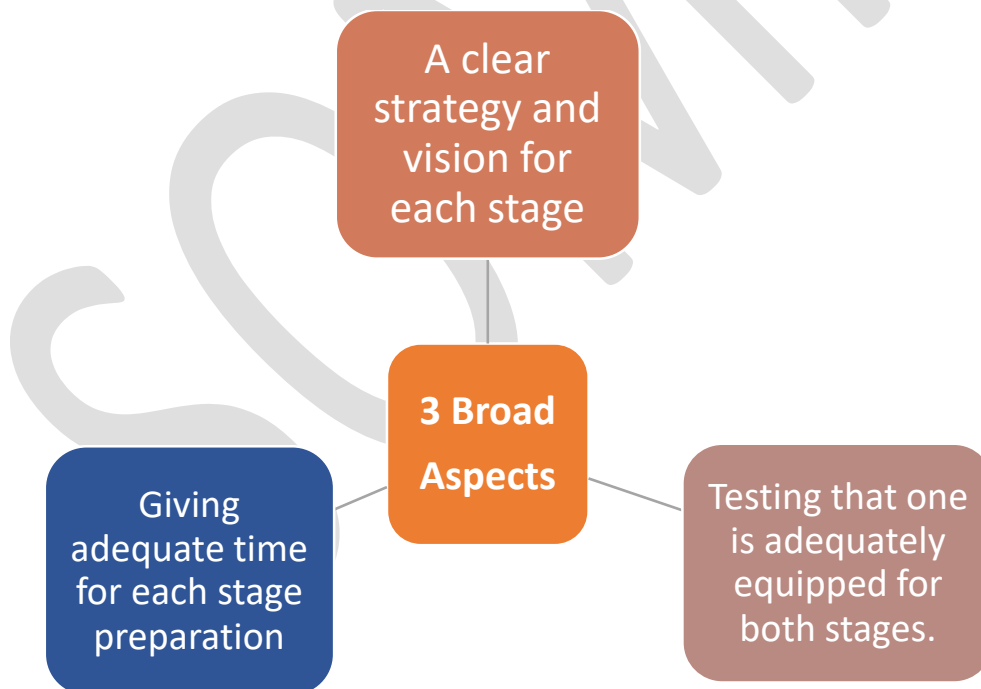 A clear
strategy and
vision for
each stage
3 Broad
Aspects
Giving
adequate time
for each stage
preparation
Testing that one
is adequately
equipped for
both stages.